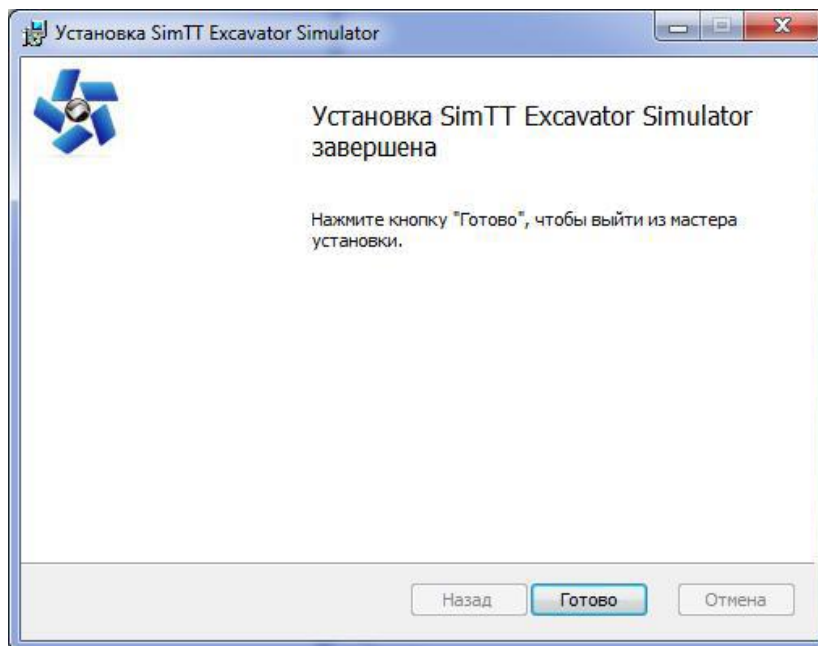 Установка SimTT Excavator Simulator
Установка SimTT Excavator Simulator
завершена
Нажмите кнопку "Готово", чтобы выйти из мастера
установки.
Назад Готово Отмена